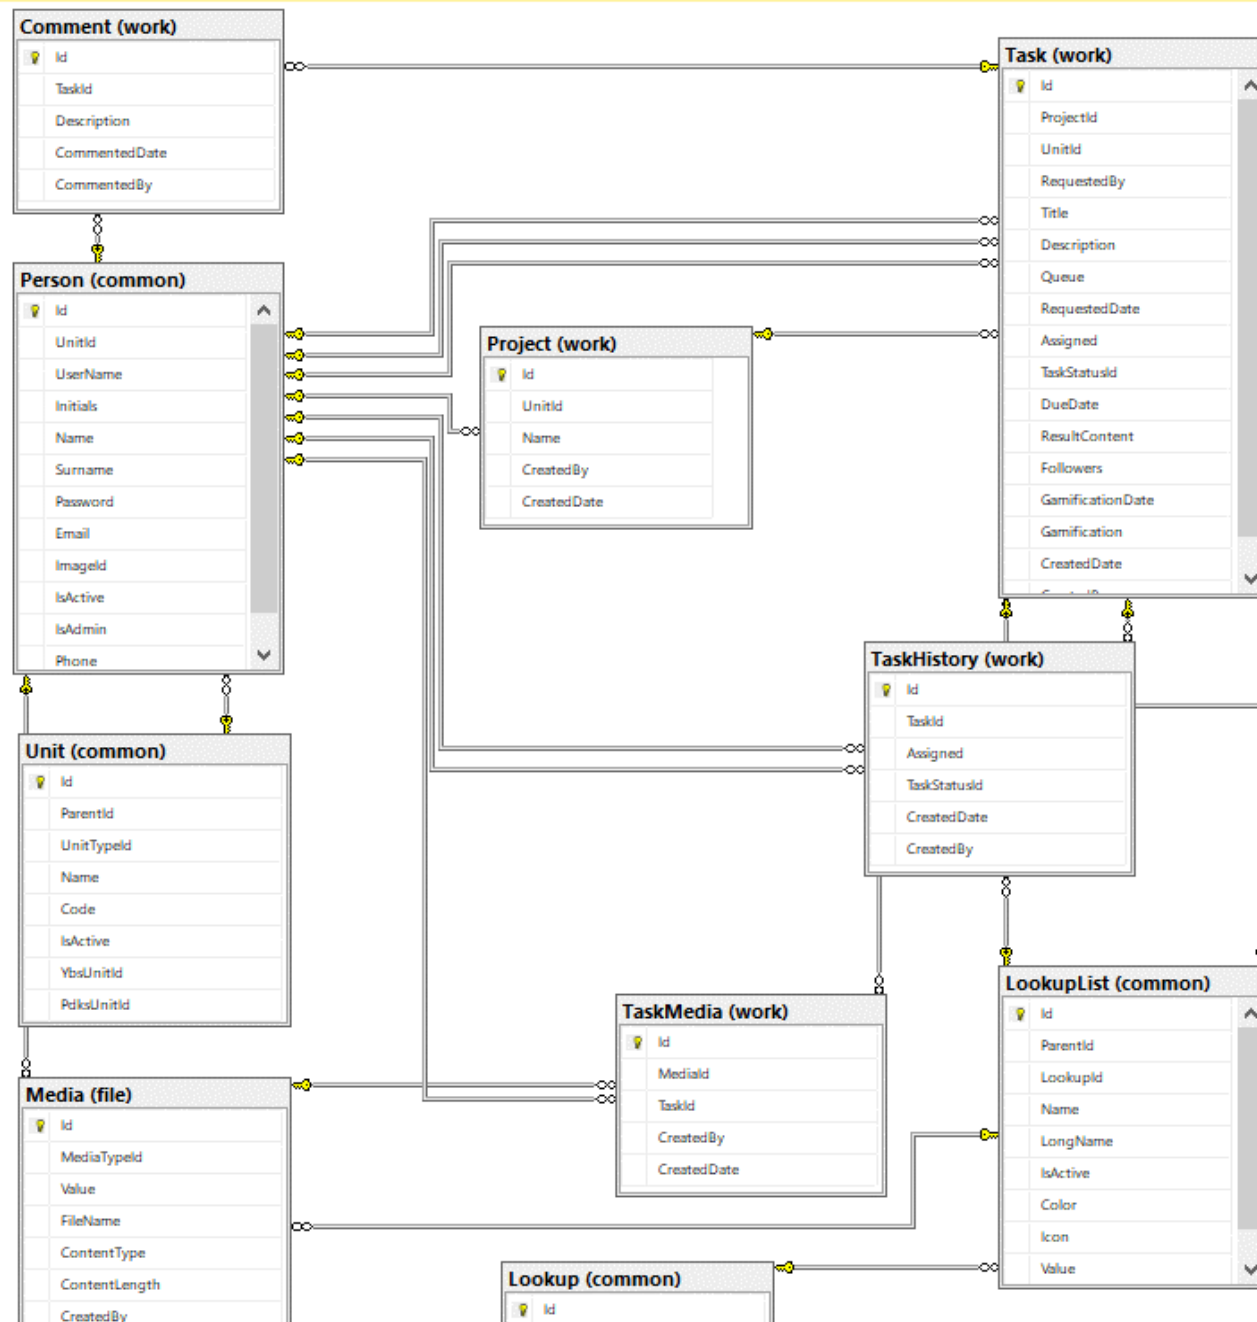 Comment (work)
Id
TaskId
Description
CommentedDate
CommentedBy
Person (common)
Id
UnitId
UserName
Initials
Name
Surname
Password
Email
ImageId
IsActive
IsAdmin
Phone
Unit (common)
Id
ParentId
UnitTypeId
Name
Code
IsActive
YbsUnitId
PdksUnitId
Media (file)
Id
MediaTypeId
Value
FileName
ContentType
ContentLength
CreatedBy
Project (work)
Id
UnitId
Name
CreatedBy
CreatedDate
TaskMedia (work)
Id
MediaId
TaskId
CreatedBy
CreatedDate
Lookup (common)
Id
Task (work)
Id
ProjectId
UnitId
RequestedBy
Title
Description
Queue
RequestedDate
Assigned
TaskStatusId
DueDate
ResultContent
Followers
GamificationDate
Gamification
CreatedDate
TaskHistory (work)
Id
TaskId
Assigned
TaskStatusId
CreatedDate
CreatedBy
LookupList (common)
Id
ParentId
LookupId
Name
LongName
IsActive
Color
Icon
Value